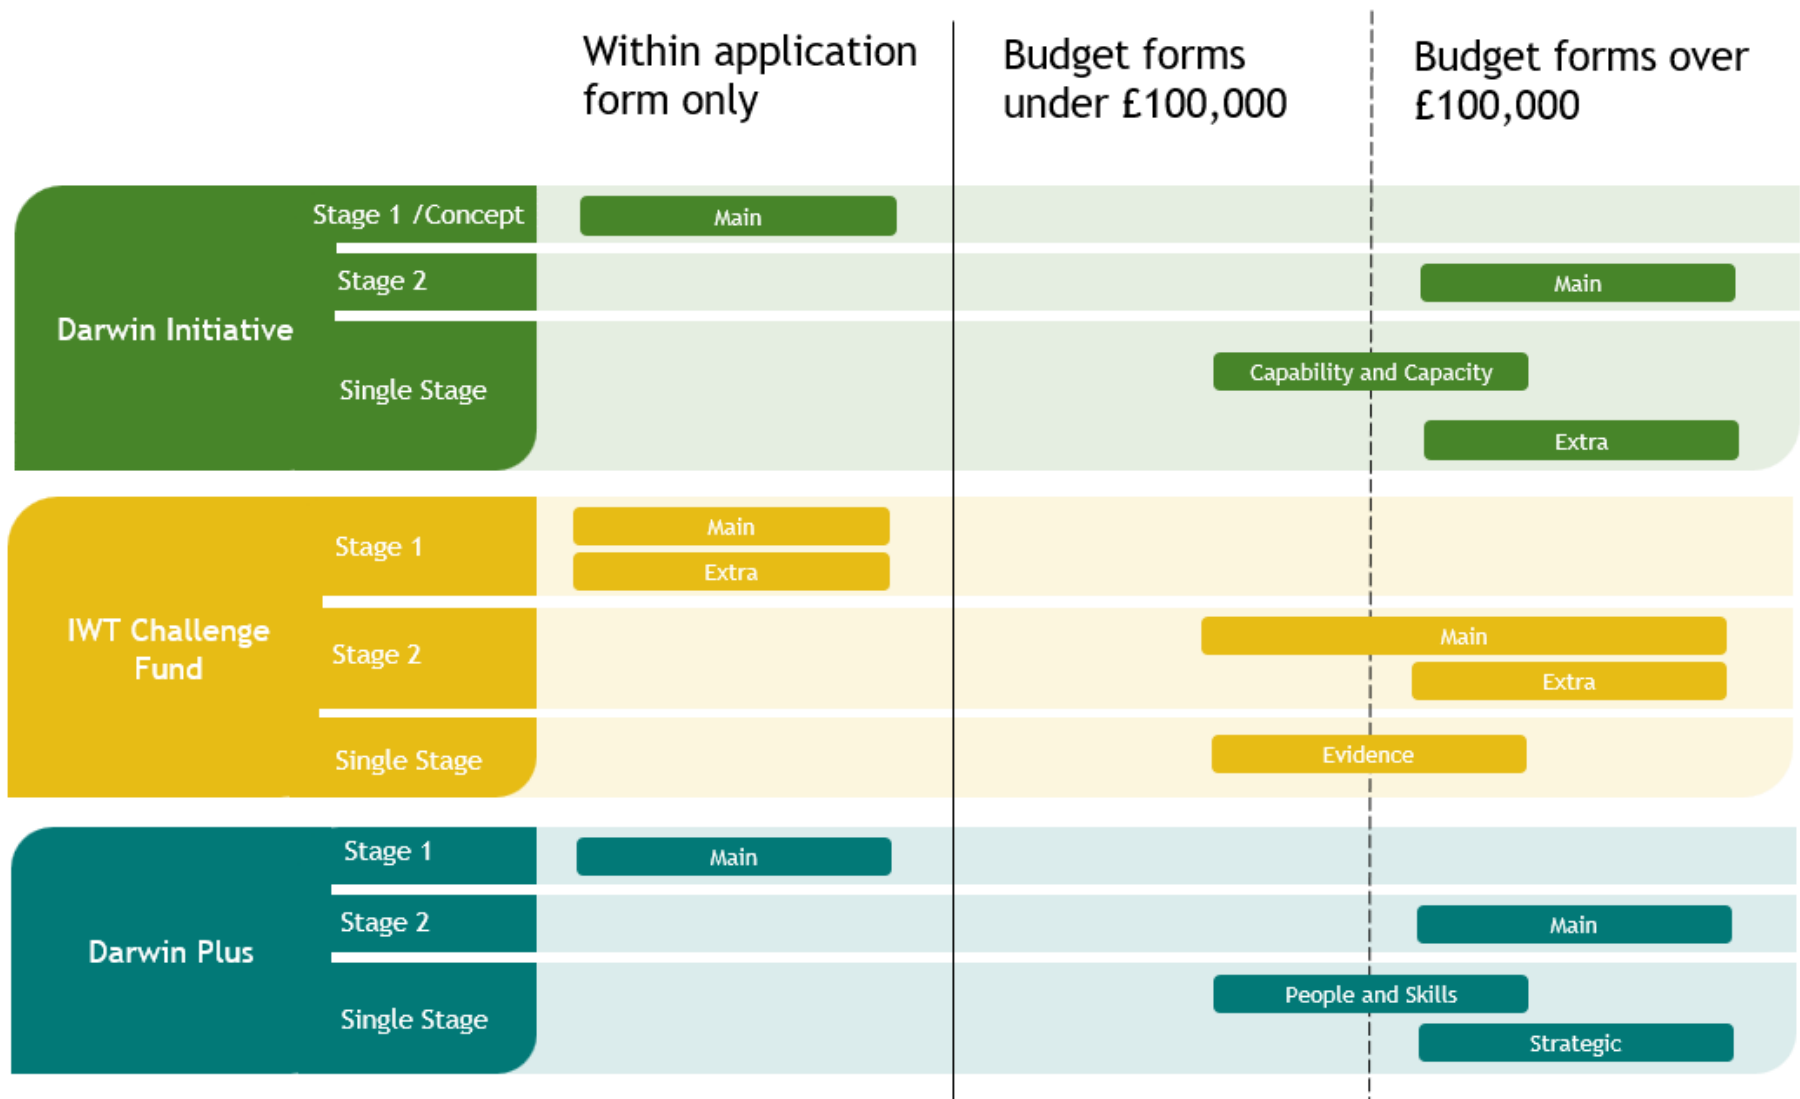 Within application
form only
Budget forms
under £100,000
Budget forms over
£100,000
Darwin Initiative
Stage 1 /Concept
Main
Stage 2
Main
Single Stage
Capability and Capacity
Extra
IWT Challenge
Fund
Stage 1
Main
Extra
Stage 2
Main
Extra
Single Stage
Evidence
Darwin Plus
Stage 1
Main
Stage 2
Main
Single Stage
People and Skills
Strategic